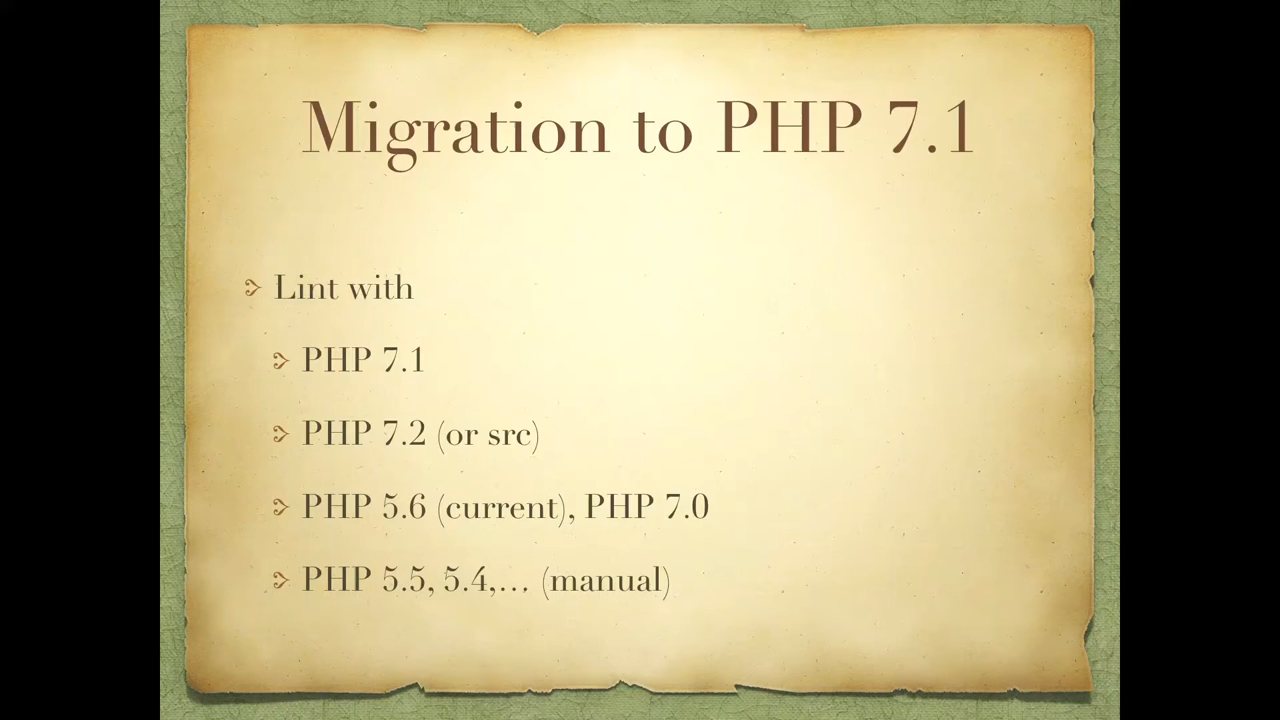 Migration to PHP 7.1
Lint with
PHP 7.1
PHP 7.2 (or src)
PHP 5.6 (current), PHP 7.0
PHP 5.5, 5.4,… (manual)